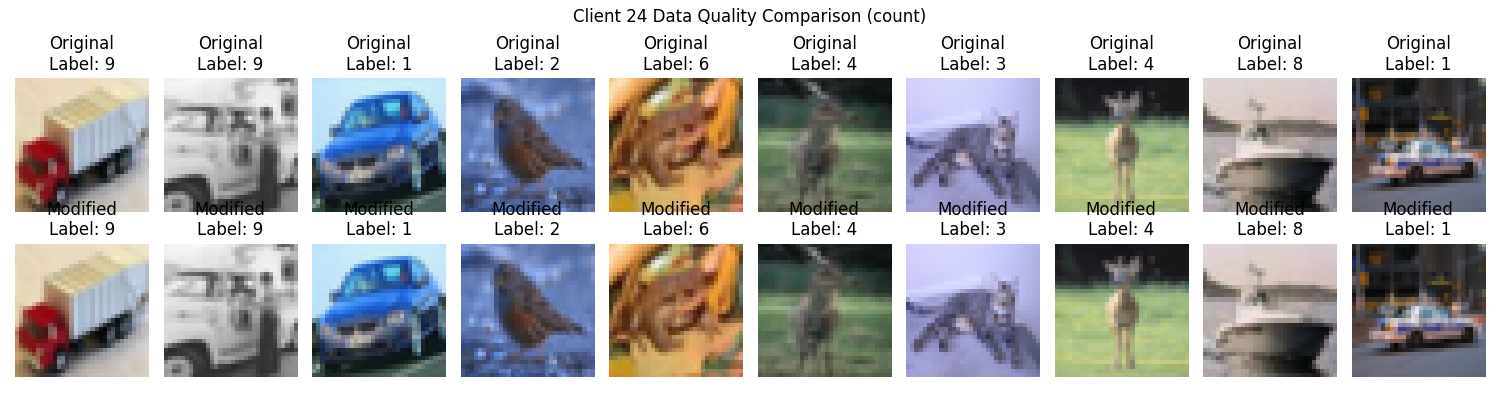 Client 24 Data Quality Comparison (count)
Original Original Original Original Original Original Original Original Original Original
Label: 9 Label: 9 Label: 1 Label: 2 Label: 6 Label: 4 Label: 3 Label: 4 Label: 8 Label: 1
Modified Modified Modified Modified Modified Modified Modified Modified Modified Modified
Label: 9 Label: 9 Label: 1 Label: 2 Label: 6 Label: 4 Label: 3 Label: 4 Label: 8 Label: 1